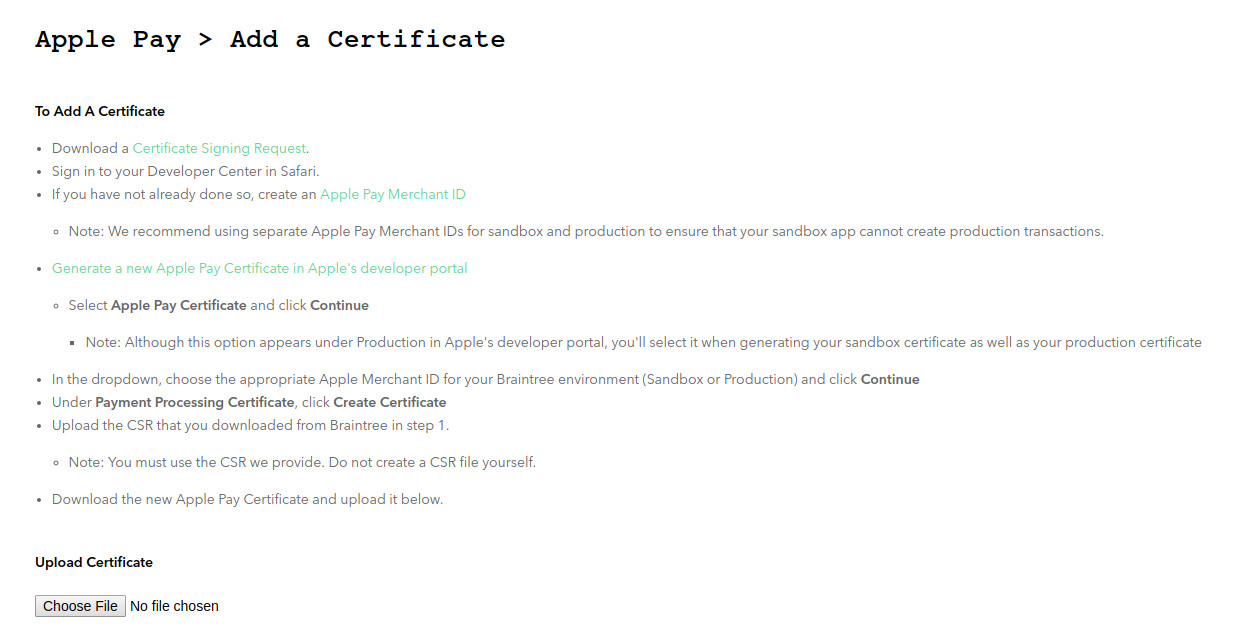 Apple Pay > Add a Certificate
To Add A Certificate
Download a Certificate Signing Request.
Sign in to your Developer Center in Safari.
If you have not already done so, create an Apple Pay Merchant ID
Note: We recommend using separate Apple Pay Merchant IDs for sandbox and production to ensure that your sandbox app cannot create production transactions.
Generate a new Apple Pay Certificate in Apple's developer portal
Select Apple Pay Certificate and click Continue
Note: Although this option appears under Production in Apple's developer portal, you'll select it when generating your sandbox certificate as well as your production certificate
In the dropdown, choose the appropriate Apple Merchant ID for your Braintree environment (Sandbox or Production) and click Continue
Under Payment Processing Certificate, click Create Certificate
Upload the CSR that you downloaded from Braintree in step 1.
Note: You must use the CSR we provide. Do not create a CSR file yourself.
Download the new Apple Pay Certificate and upload it below.
Upload Certificate
Choose File No file chosen